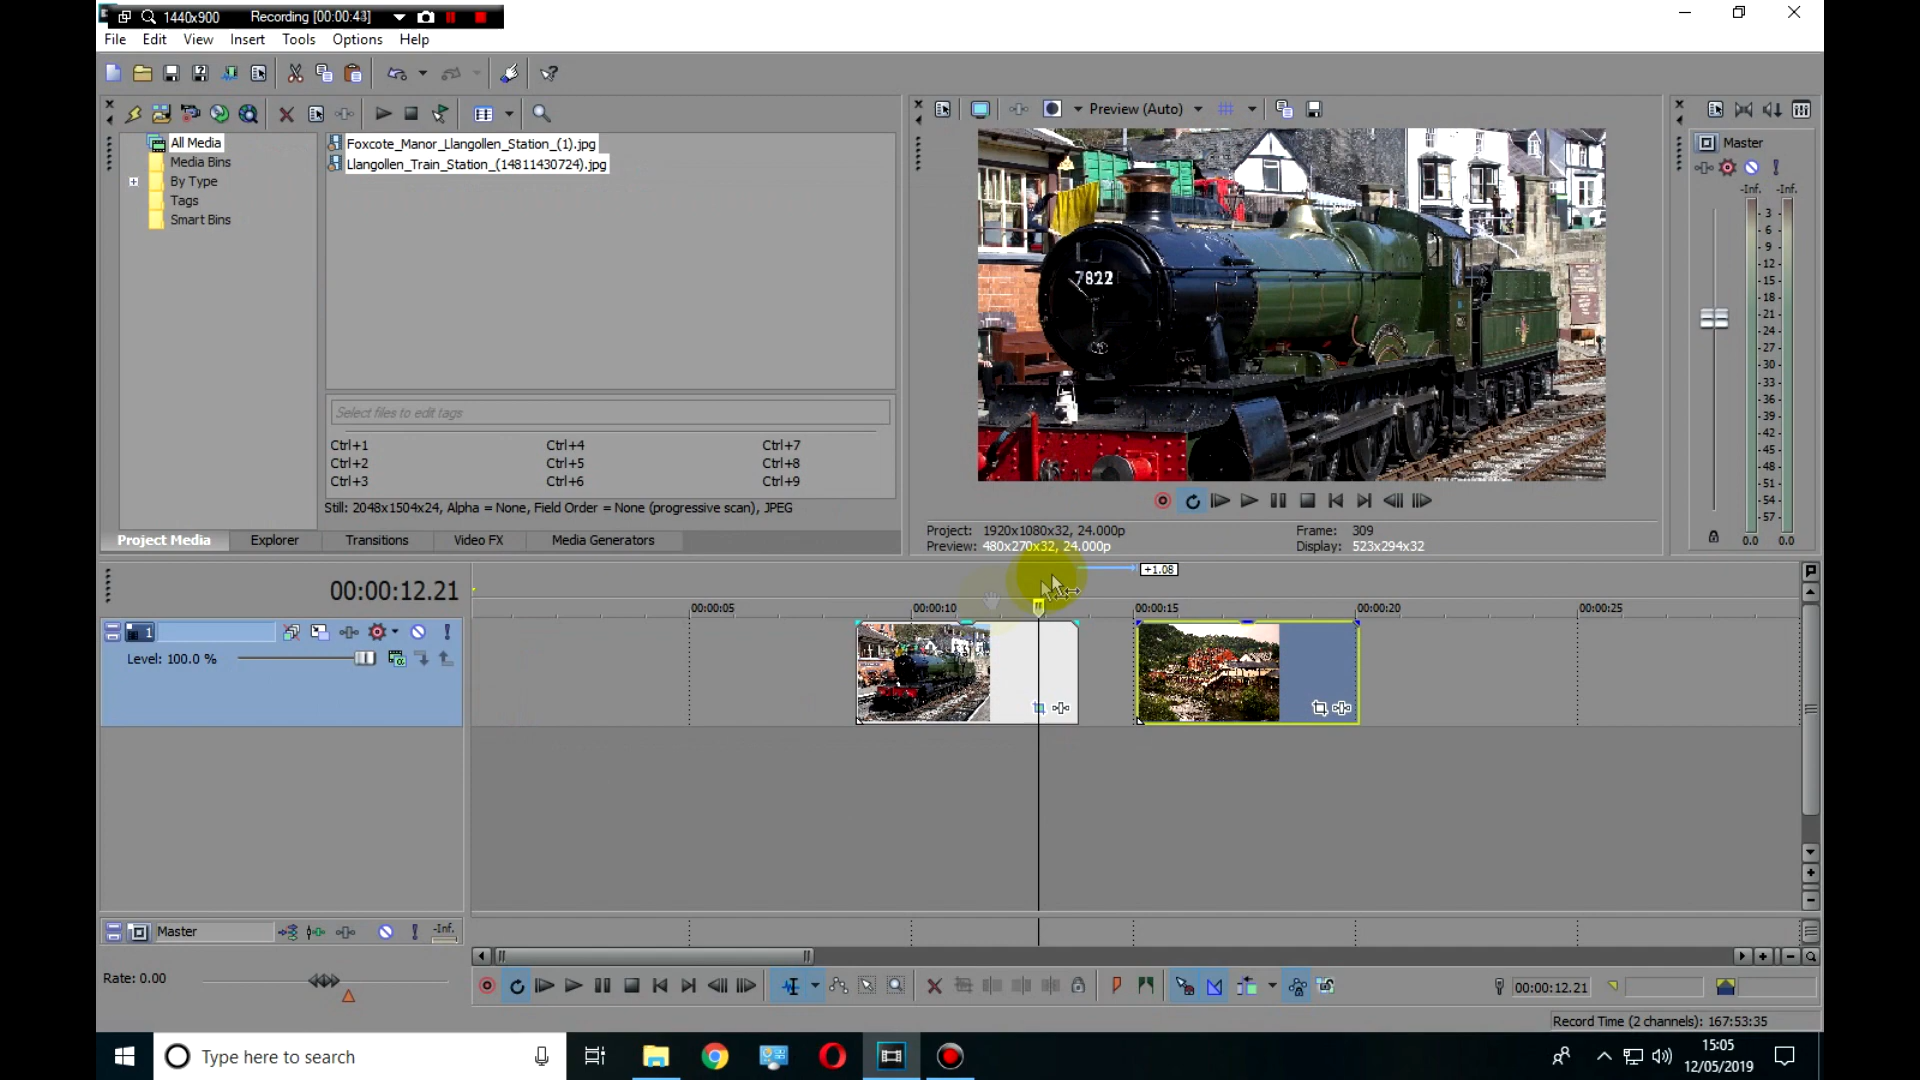 1440x900 Recording [00:00:43]
File Edit View Insert Tools Options Help
All Media
Media Bins
By Type
Tags
Smart Bins
Foxcote_Manor_Llangollen_Station_(1).jpg
Llangollen_Train_Station_(14811430724).jpg
Select files to edit tags
Ctrl+1 Ctrl+4 Ctrl+7
Ctrl+2 Ctrl+5 Ctrl+8
Ctrl+3 Ctrl+6 Ctrl+9
Still: 2048x1504x24, Alpha = None, Field Order = None (progressive scan), JPEG
Project Media Explorer Transitions Video FX Media Generators
Preview (Auto)
7822
Project: 1920x1080x32, 24.000p Frame: 309
Preview: 480x270x32, 24.000p Display: 523x294x32
Master
-Inf. -Inf.
3
6
9
-12
-15
-18
-21
-24
-27
-30
-33
-36
-39
-42
-45
-48
-51
-54
-57
0.0 0.0
+1.08
00:00:12.21
00:00:05 00:00:10 00:00:15 00:00:20 00:00:25
1
Level: 100.0 %
Master -Inf.
Rate: 0.00
00:00:12.21
Record Time (2 channels): 167:53:35
Type here to search
15:05
12/05/2019